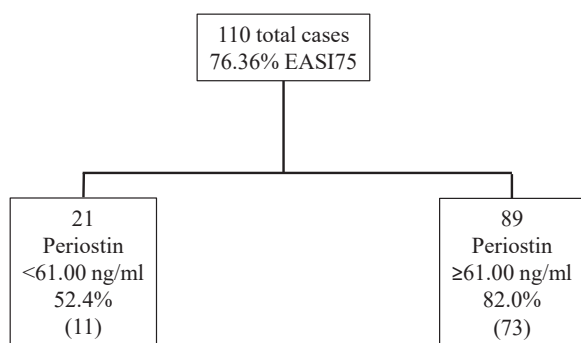 110 total cases
76.36% EASI75
21
Periostin
<61.00 ng/ml
52.4%
(11)
89
Periostin
≥61.00 ng/ml
82.0%
(73)